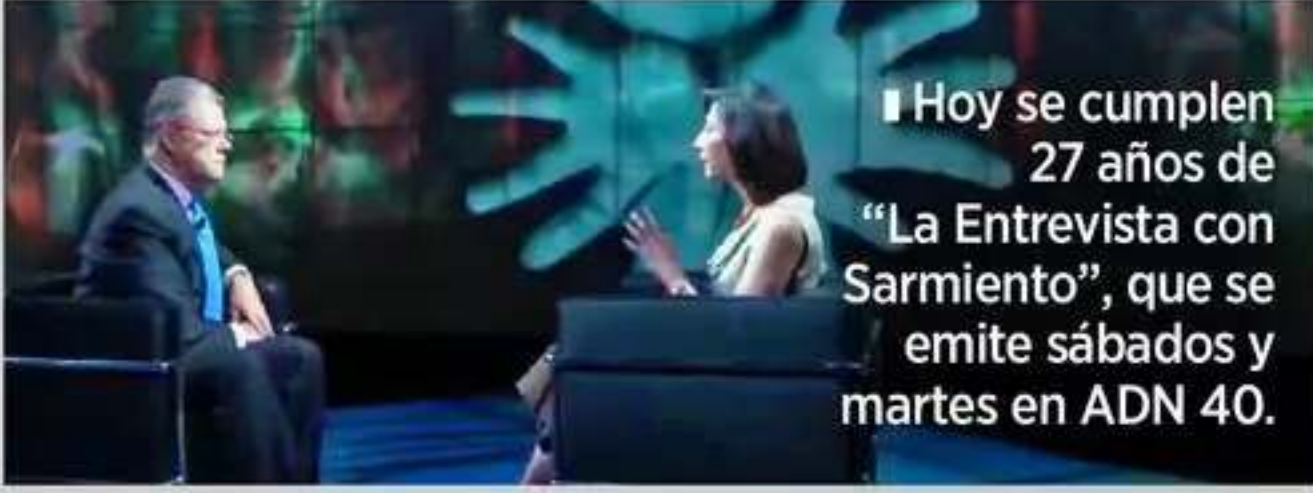 Hoy se cumplen
27 años de
“La Entrevista con
Sarmiento”, que se
emite sábados y
martes en ADN 40.